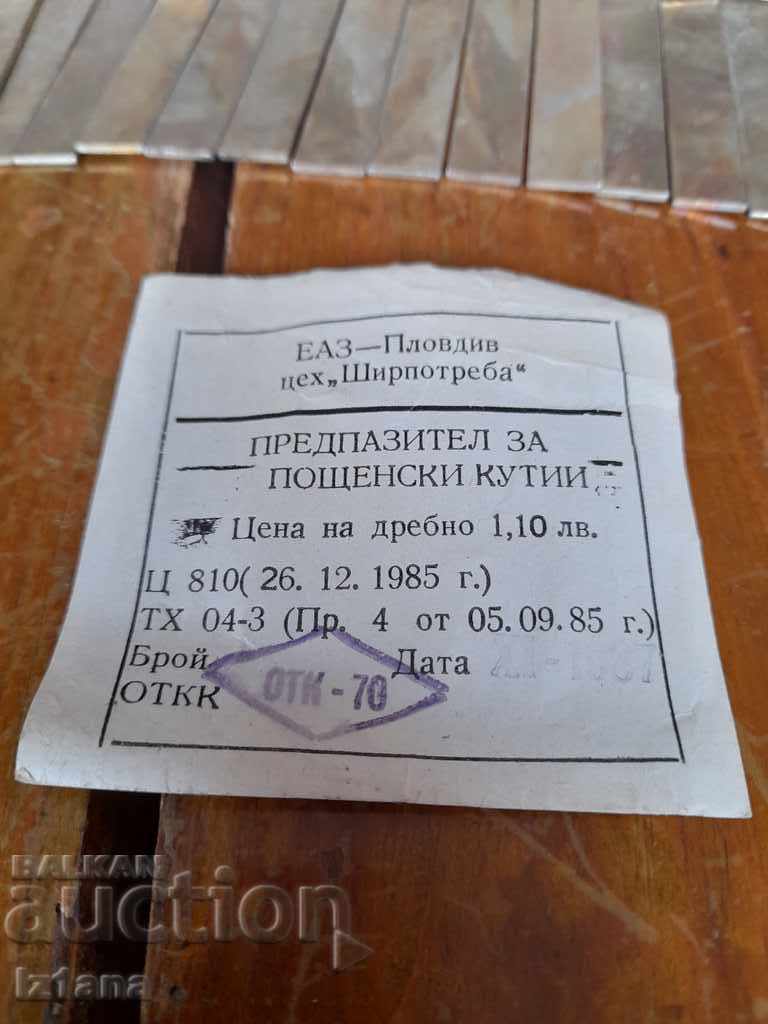 ЕАЗ—Пловдив
цех „Ширпотреба“
ПРЕДПАЗИТЕЛ ЗА
ПОЩЕНСКИ КУТИИ
Цена на дребно 1,10 лв.
Ц 810( 26. 12. 1985 г.)
ТХ 04-3 (Пр. 4 от 05.09.85 г.)
Брой Дата
ОТКК
ОТК - 70
BALKAN
auction
Iz1ana